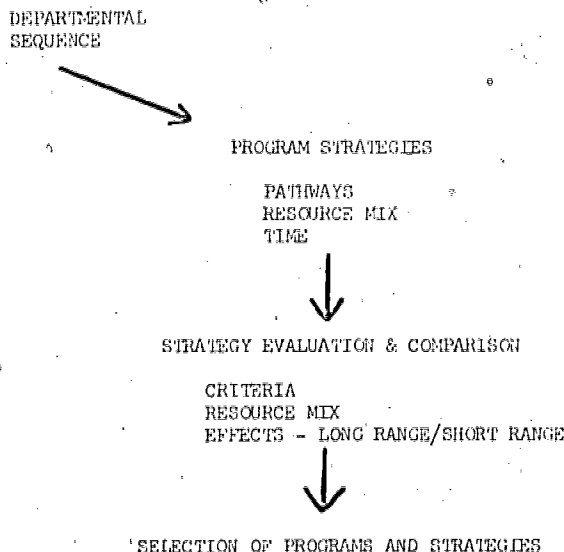 DEPARTMENTAL
SEQUENCE
PROGRAM STRATEGIES
PATHWAYS
RESOURCE MIX
TIME
STRATEGY EVALUATION & COMPARISON
CRITERIA
RESOURCE MIX
EFFECTS - LONG RANGE/SHORT RANGE
SELECTION OF PROGRAMS AND STRATEGIES